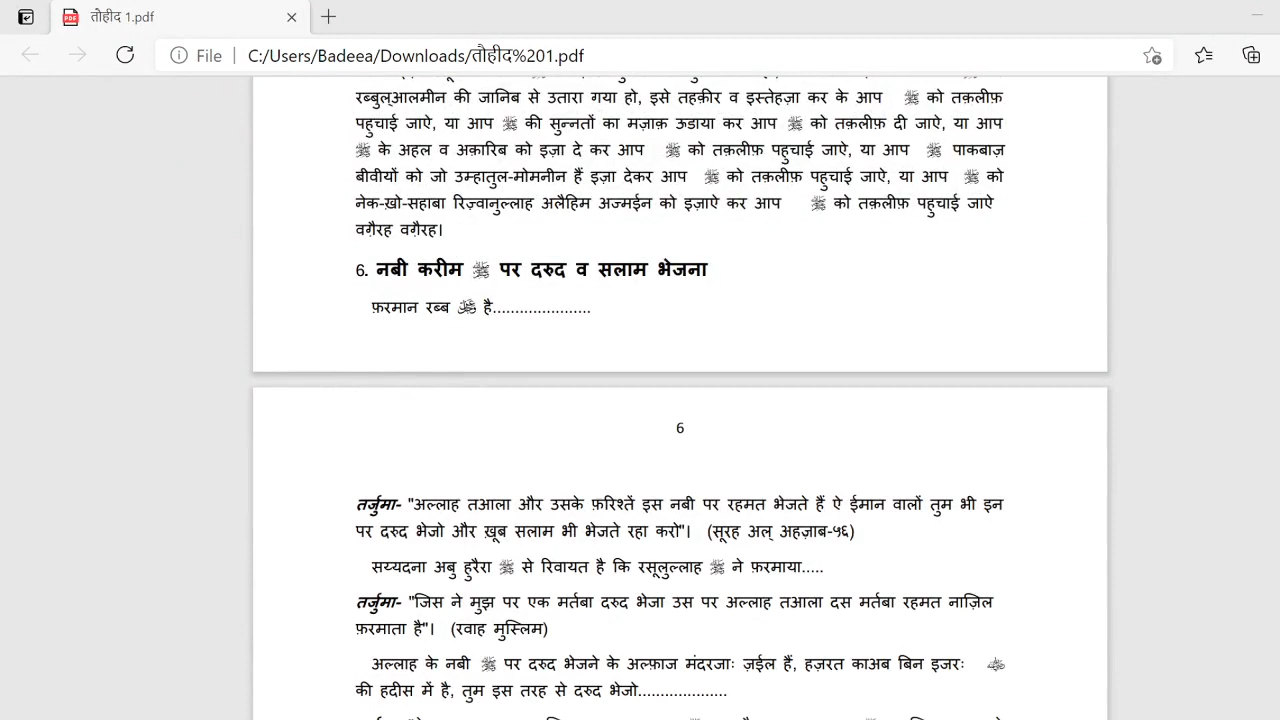 तौहीद 1.pdf
File
C:/Users/Badeea/Downloads/तौहीद%201.pdf
रब्बुल्आलमीन की जानिब से उतारा गया हो, इसे तहक़ीर व इस्तेहज़ा कर के आप ﷺ को तक़लीफ़
पहुचाई जाऐ, या आप ﷺ की सुन्नतों का मज़ाक़ ऊडाया कर आप ﷺ को तक़लीफ़ दी जाऐ, या आप
ﷺ के अहल व अक़ारिब को इज़ा दे कर आप ﷺ को तक़लीफ़ पहुचाई जाऐ, या आप ﷺ पाकबाज़
बीवीयों को जो उम्हातुल-मोमनीन हैं इज़ा देकर आप ﷺ को तक़लीफ़ पहुचाई जाऐ, या आप ﷺ को
नेक-ख़ो-सहाबा रिज़्वानुल्लाह अलैहिम अज्मईन को इज़ाऐ कर आप ﷺ को तक़लीफ़ पहुचाई जाऐ
वग़ैरह वग़ैरह।
6. नबी करीम ﷺ पर दरुद व सलाम भेजना
फ़रमान रब्ब ﷻ है......................
6
तर्जुमा- "अल्लाह तआला और उसके फ़रिश्तें इस नबी पर रहमत भेजते हैं ऐ ईमान वालों तुम भी इन
पर दरुद भेजो और ख़ूब सलाम भी भेजते रहा करो"। (सूरह अल् अहज़ाब-५६)
सय्यदना अबु हुरैरा ﷺ से रिवायत है कि रसूलुल्लाह ﷺ ने फ़रमाया.....
तर्जुमा- "जिस ने मुझ पर एक मर्तबा दरुद भेजा उस पर अल्लाह तआला दस मर्तबा रहमत नाज़िल
फ़रमाता है"। (रवाह मुस्लिम)
अल्लाह के नबी ﷺ पर दरुद भेजने के अल्फ़ाज मंदरजाः ज़ईल हैं, हज़रत काअब बिन इजरः
की हदीस में है, तुम इस तरह से दरुद भेजो....................